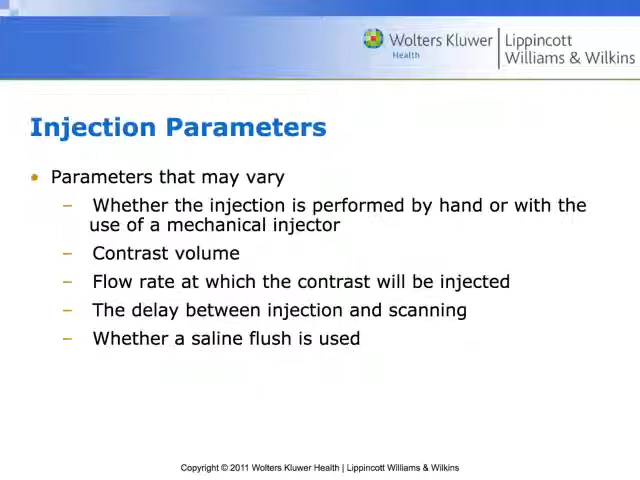 Wolters Kluwer
Health
Lippincott
Williams & Wilkins
Injection Parameters
• Parameters that may vary
– Whether the injection is performed by hand or with the
use of a mechanical injector
– Contrast volume
– Flow rate at which the contrast will be injected
– The delay between injection and scanning
– Whether a saline flush is used
Copyright © 2011 Wolters Kluwer Health | Lippincott Williams & Wilkins